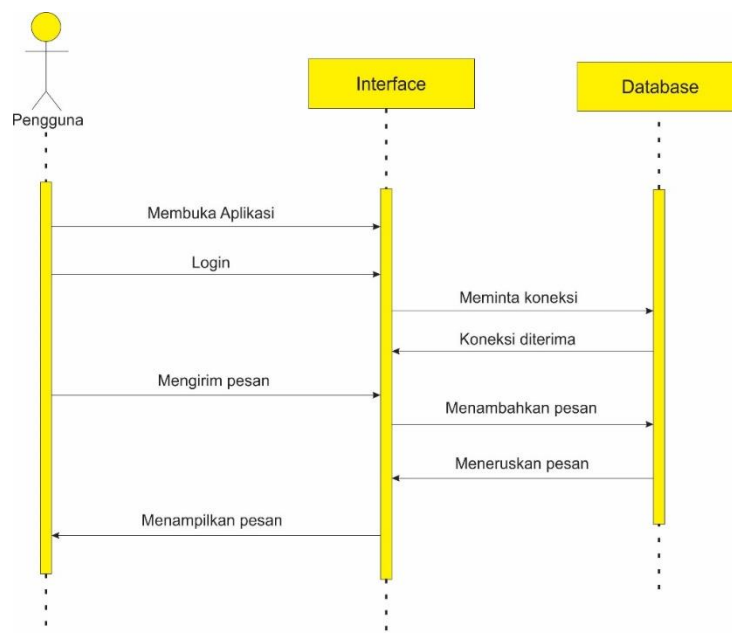 Pengguna
Interface
Database
Membuka Aplikasi
Login
Meminta koneksi
Koneksi diterima
Mengirim pesan
Menambahkan pesan
Meneruskan pesan
Menampilkan pesan